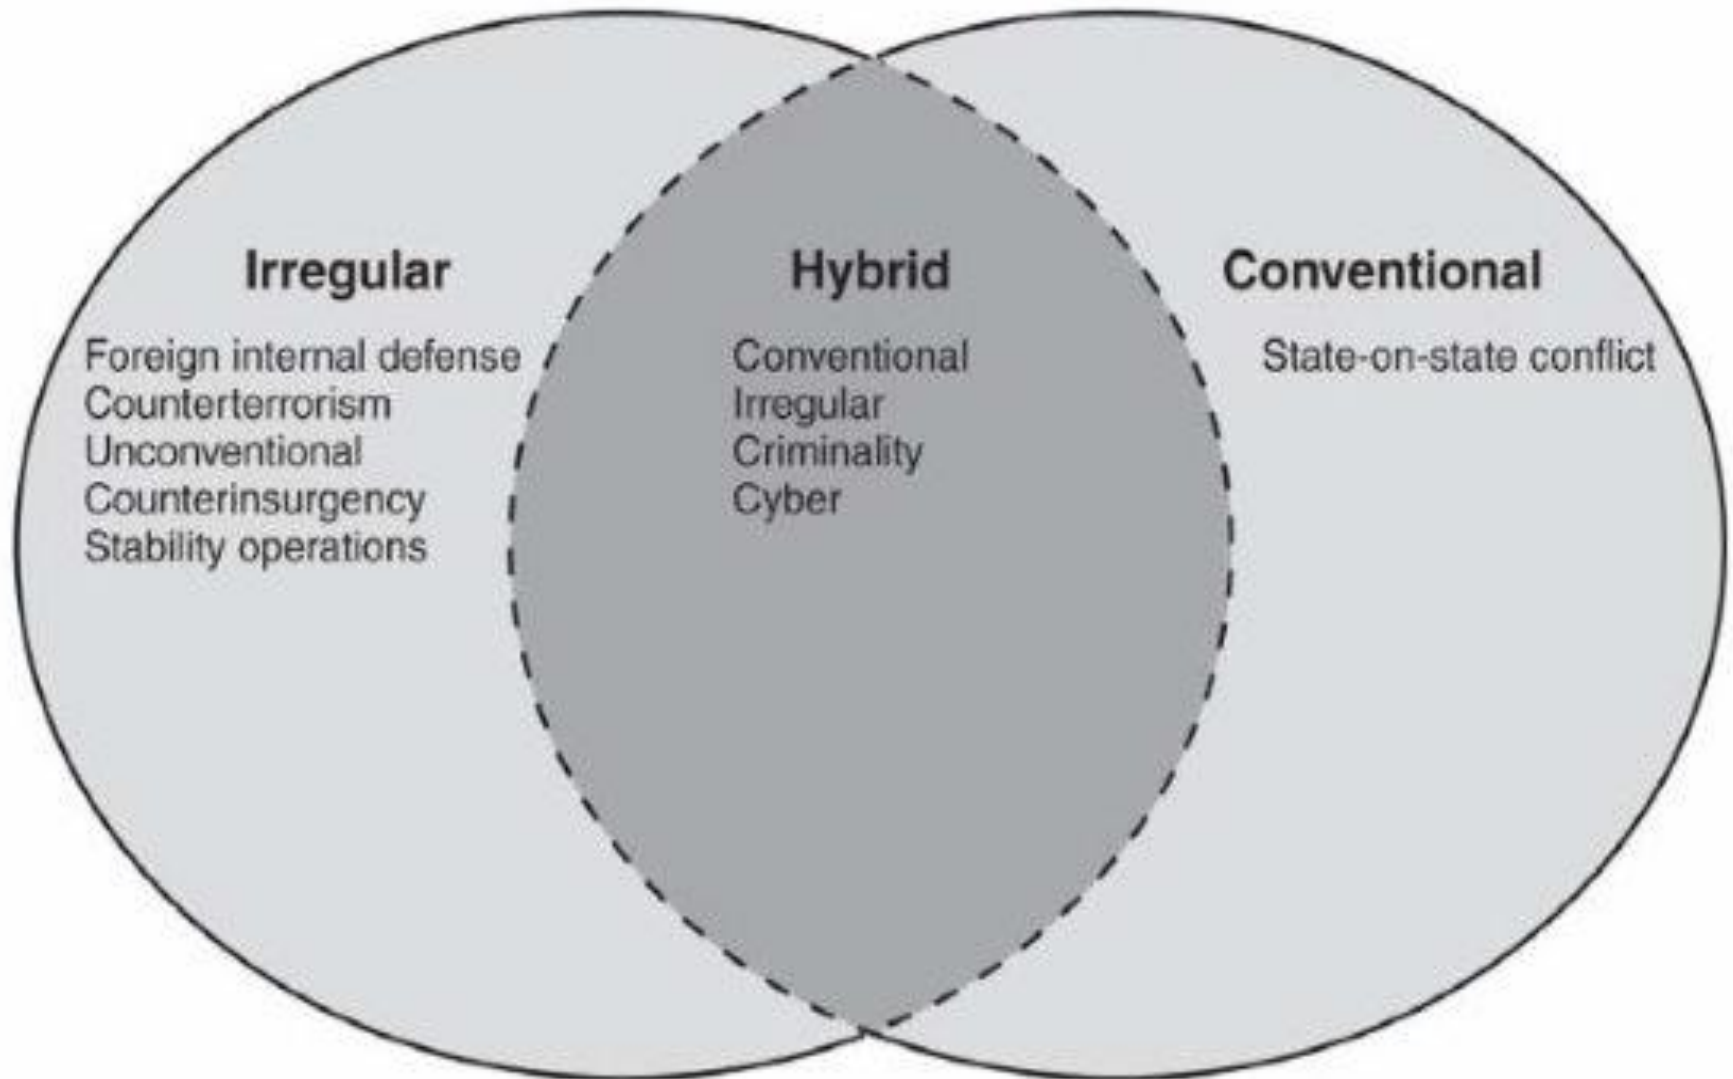 Irregular
Foreign internal defense
Counterterrorism
Unconventional
Counterinsurgency
Stability operations
Hybrid
Conventional
Irregular
Criminality
Cyber
Conventional
State-on-state conflict